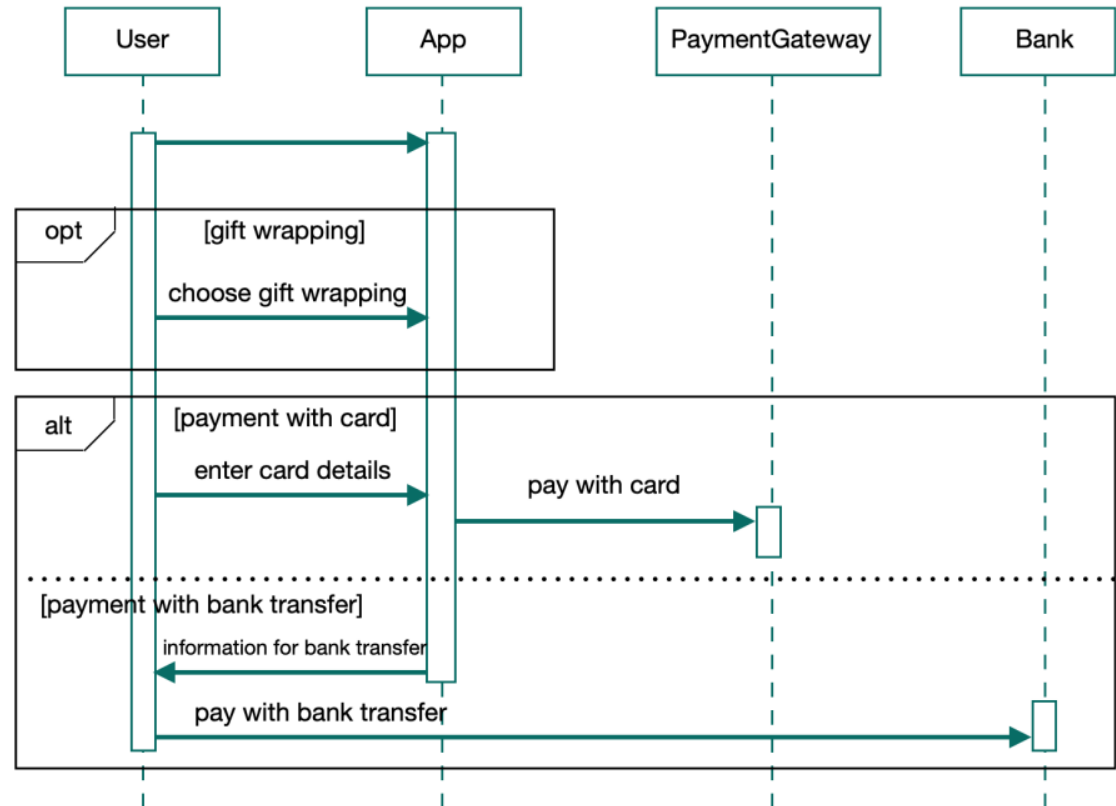 User
App
PaymentGateway
Bank
opt
[gift wrapping]
choose gift wrapping
alt
[payment with card]
enter card details
pay with card
[payment with bank transfer]
information for bank transfer
pay with bank transfer